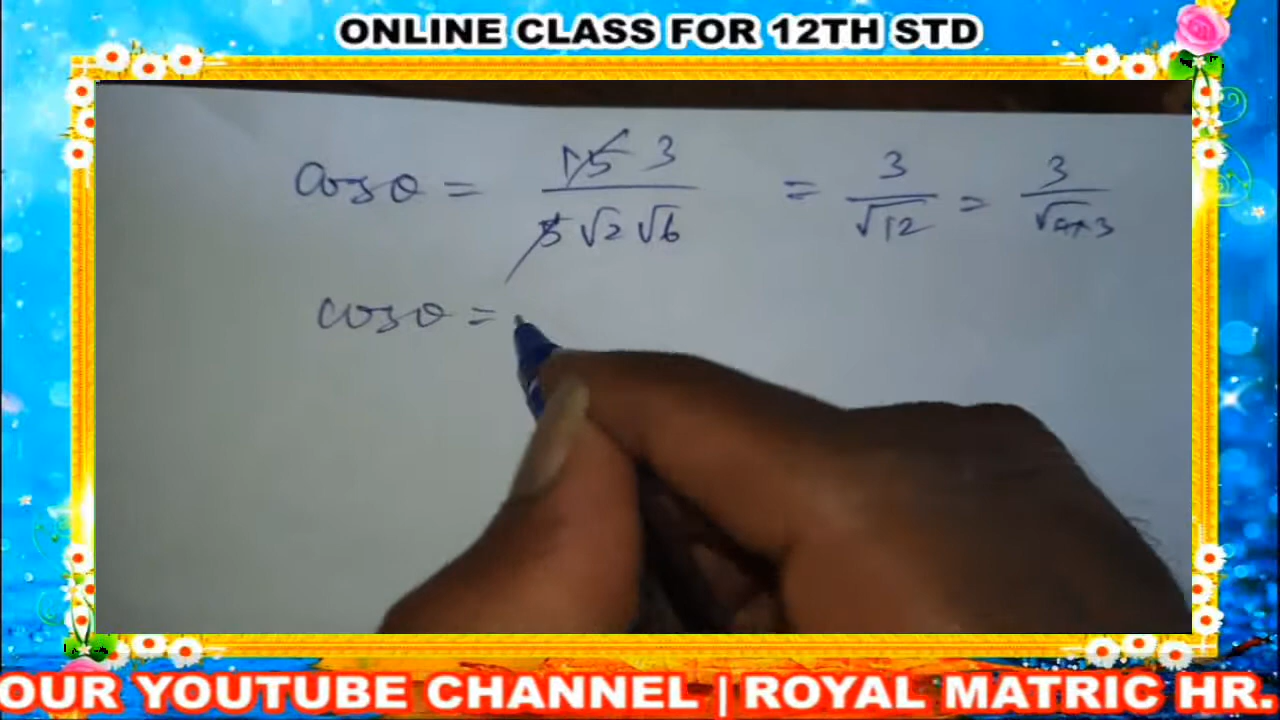 ONLINE CLASS FOR 12TH STD
cosθ = 15 3 / 5 √2 √6 = 3 / √12 = 3 / √4×3
cosθ =
OUR YOUTUBE CHANNEL | ROYAL MATRIC HR.